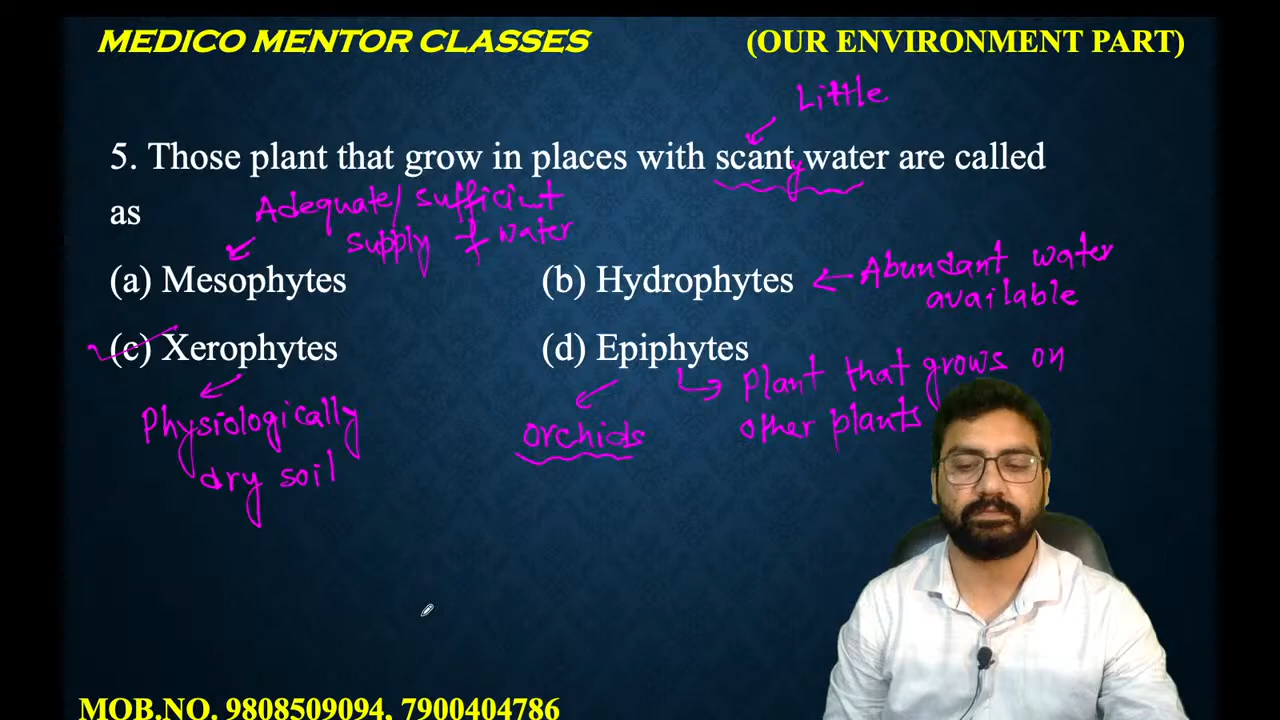 MEDICO MENTOR CLASSES (OUR ENVIRONMENT PART)
Little
5. Those plant that grow in places with scanty water are called
as
Adequate/ sufficient
supply of water
(a) Mesophytes (b) Hydrophytes
Abundant water
available
(c) Xerophytes (d) Epiphytes
Plant that grows on
other plants
Physiologically
dry soil
orchids
MOB.NO. 9808509094, 7900404786